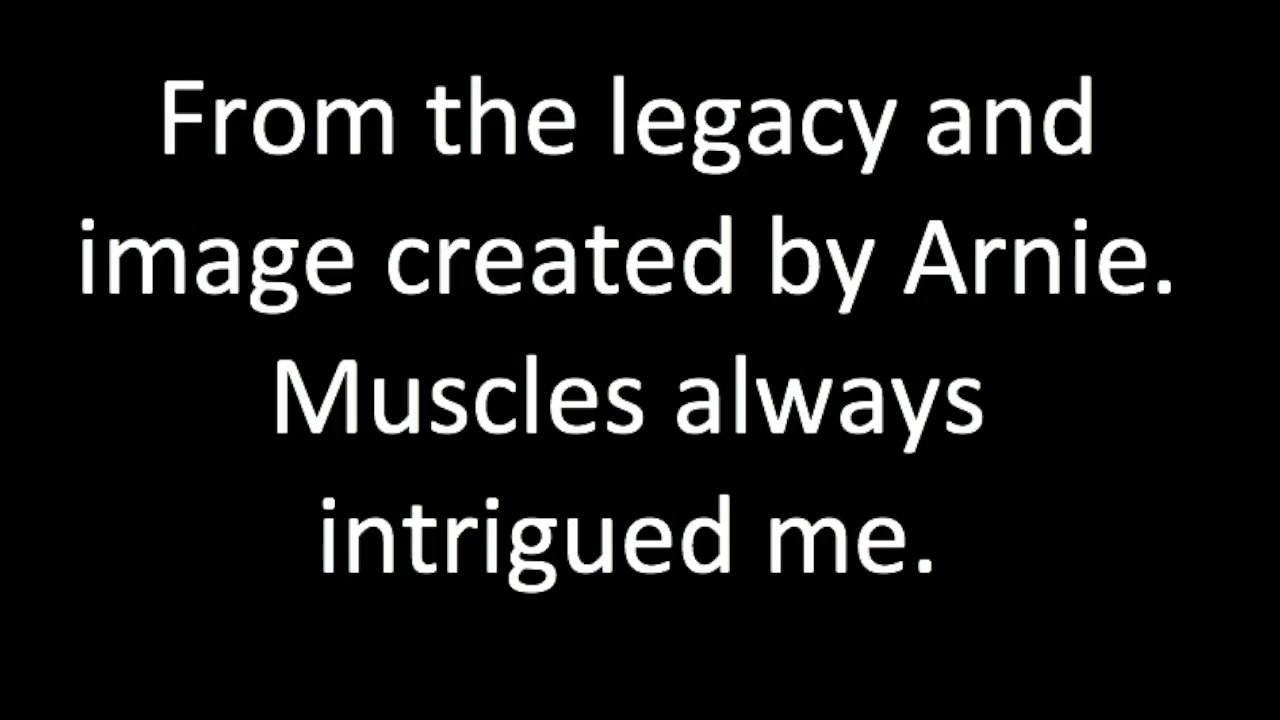 From the legacy and
image created by Arnie.
Muscles always
intrigued me.